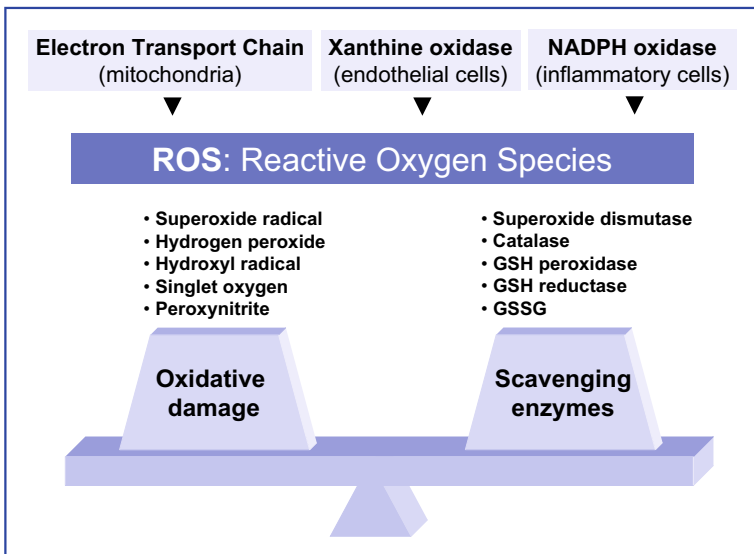 Electron Transport Chain
(mitochondria)
Xanthine oxidase
(endothelial cells)
NADPH oxidase
(inflammatory cells)
ROS: Reactive Oxygen Species
• Superoxide radical
• Hydrogen peroxide
• Hydroxyl radical
• Singlet oxygen
• Peroxynitrite
• Superoxide dismutase
• Catalase
• GSH peroxidase
• GSH reductase
• GSSG
Oxidative
damage
Scavenging
enzymes